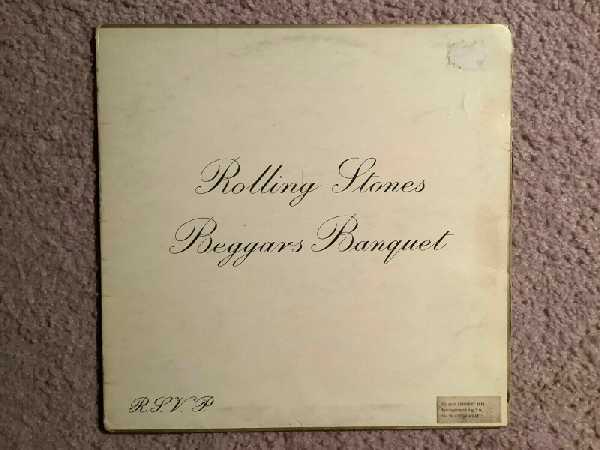 Rolling Stones
Beggars Banquet
R.S.V.P